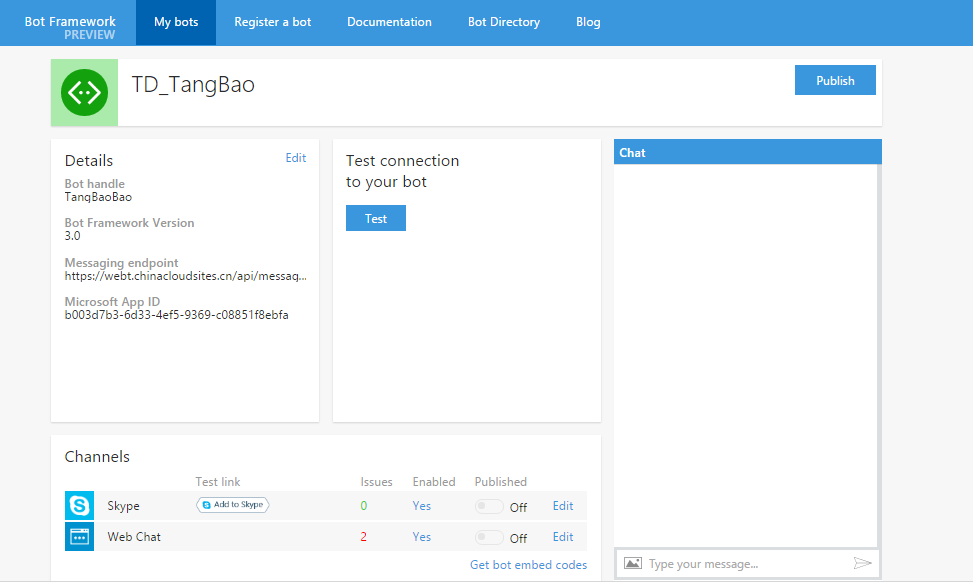 Bot Framework
PREVIEW
My bots
Register a bot
Documentation
Bot Directory
Blog
TD_TangBao
Publish
Details
Edit
Bot handle
TangBaoBao
Bot Framework Version
3.0
Messaging endpoint
https://webt.chinacloudsites.cn/api/messag...
Microsoft App ID
b003d7b3-6d33-4ef5-9369-c08851f8ebfa
Test connection
to your bot
Test
Chat
Type your message...
Channels
Test link Issues Enabled Published
Skype Add to Skype 0 Yes Off Edit
Web Chat 2 Yes Off Edit
Get bot embed codes